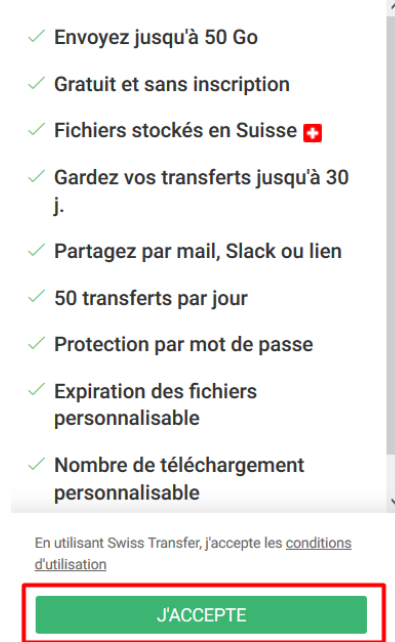 Envoyez jusqu'à 50 Go
Gratuit et sans inscription
Fichiers stockés en Suisse
Gardez vos transferts jusqu'à 30
j.
Partagez par mail, Slack ou lien
50 transferts par jour
Protection par mot de passe
Expiration des fichiers
personnalisable
Nombre de téléchargement
personnalisable
En utilisant Swiss Transfer, j'accepte les conditions
d'utilisation
J'ACCEPTE